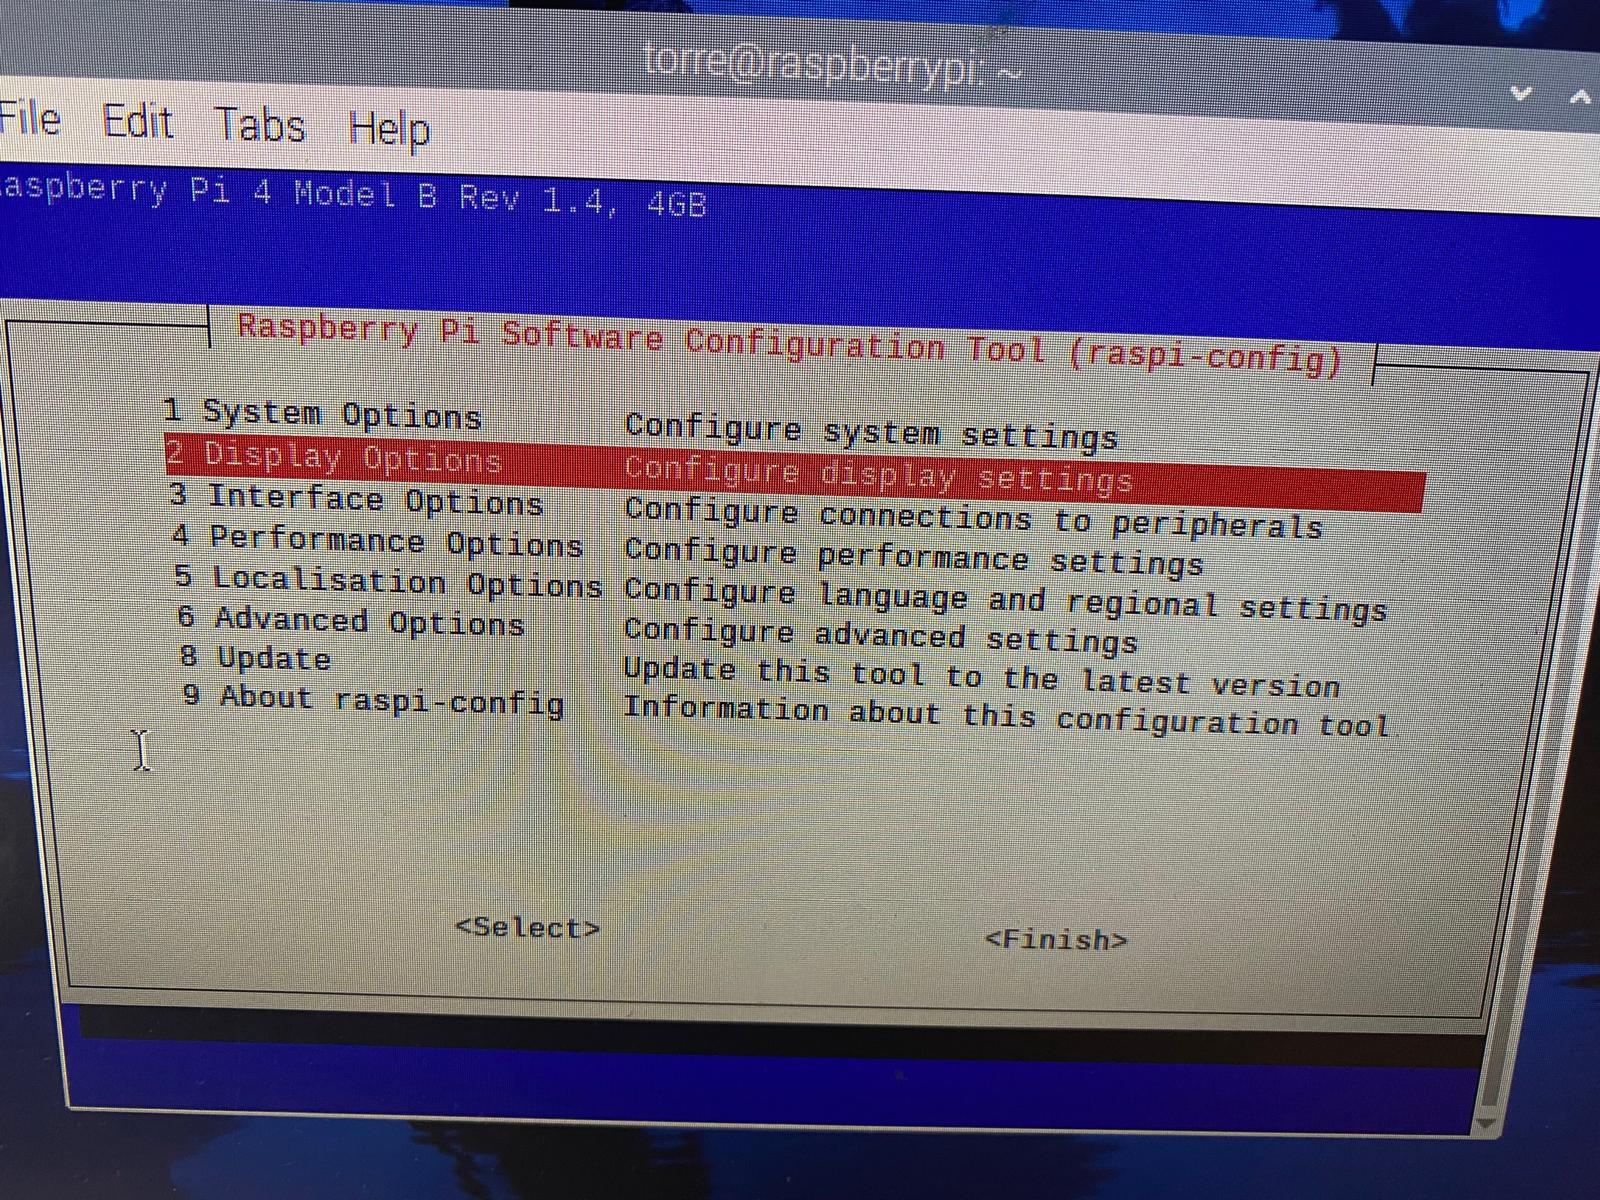 torre@raspberrypi: ~
File Edit Tabs Help
aspberry Pi 4 Model B Rev 1.4, 4GB
Raspberry Pi Software Configuration Tool (raspi-config)
1 System Options Configure system settings
2 Display Options Configure display settings
3 Interface Options Configure connections to peripherals
4 Performance Options Configure performance settings
5 Localisation Options Configure language and regional settings
6 Advanced Options Configure advanced settings
8 Update Update this tool to the latest version
9 About raspi-config Information about this configuration tool
<Select> <Finish>